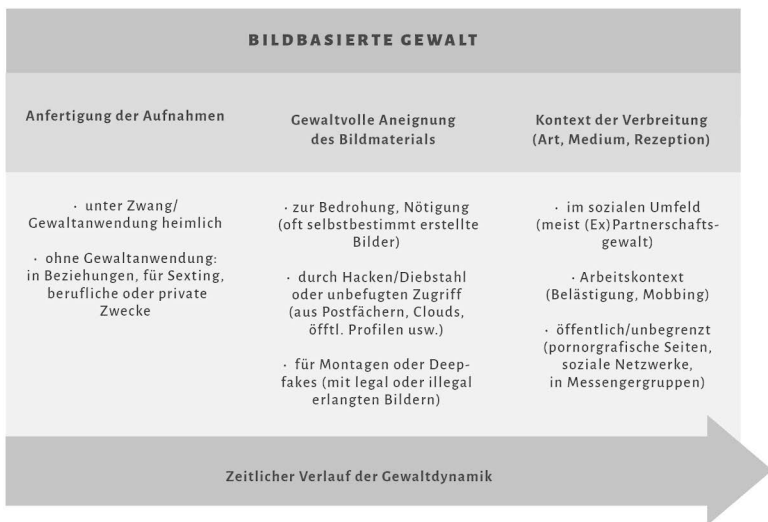 BILDBASIERTE GEWALT
Anfertigung der Aufnahmen
Gewaltvolle Aneignung
des Bildmaterials
Kontext der Verbreitung
(Art, Medium, Rezeption)
· unter Zwang/
Gewaltanwendung heimlich
· ohne Gewaltanwendung:
in Beziehungen, für Sexting,
berufliche oder private
Zwecke
· zur Bedrohung, Nötigung
(oft selbstbestimmt erstellte
Bilder)
· durch Hacken/Diebstahl
oder unbefugten Zugriff
(aus Postfächern, Clouds,
öfftl. Profilen usw.)
· für Montagen oder Deep-
fakes (mit legal oder illegal
erlangten Bildern)
· im sozialen Umfeld
(meist (Ex)Partnerschafts-
gewalt)
· Arbeitskontext
(Belästigung, Mobbing)
· öffentlich/unbegrenzt
(pornorgrafische Seiten,
soziale Netzwerke,
in Messengergruppen)
Zeitlicher Verlauf der Gewaltdynamik